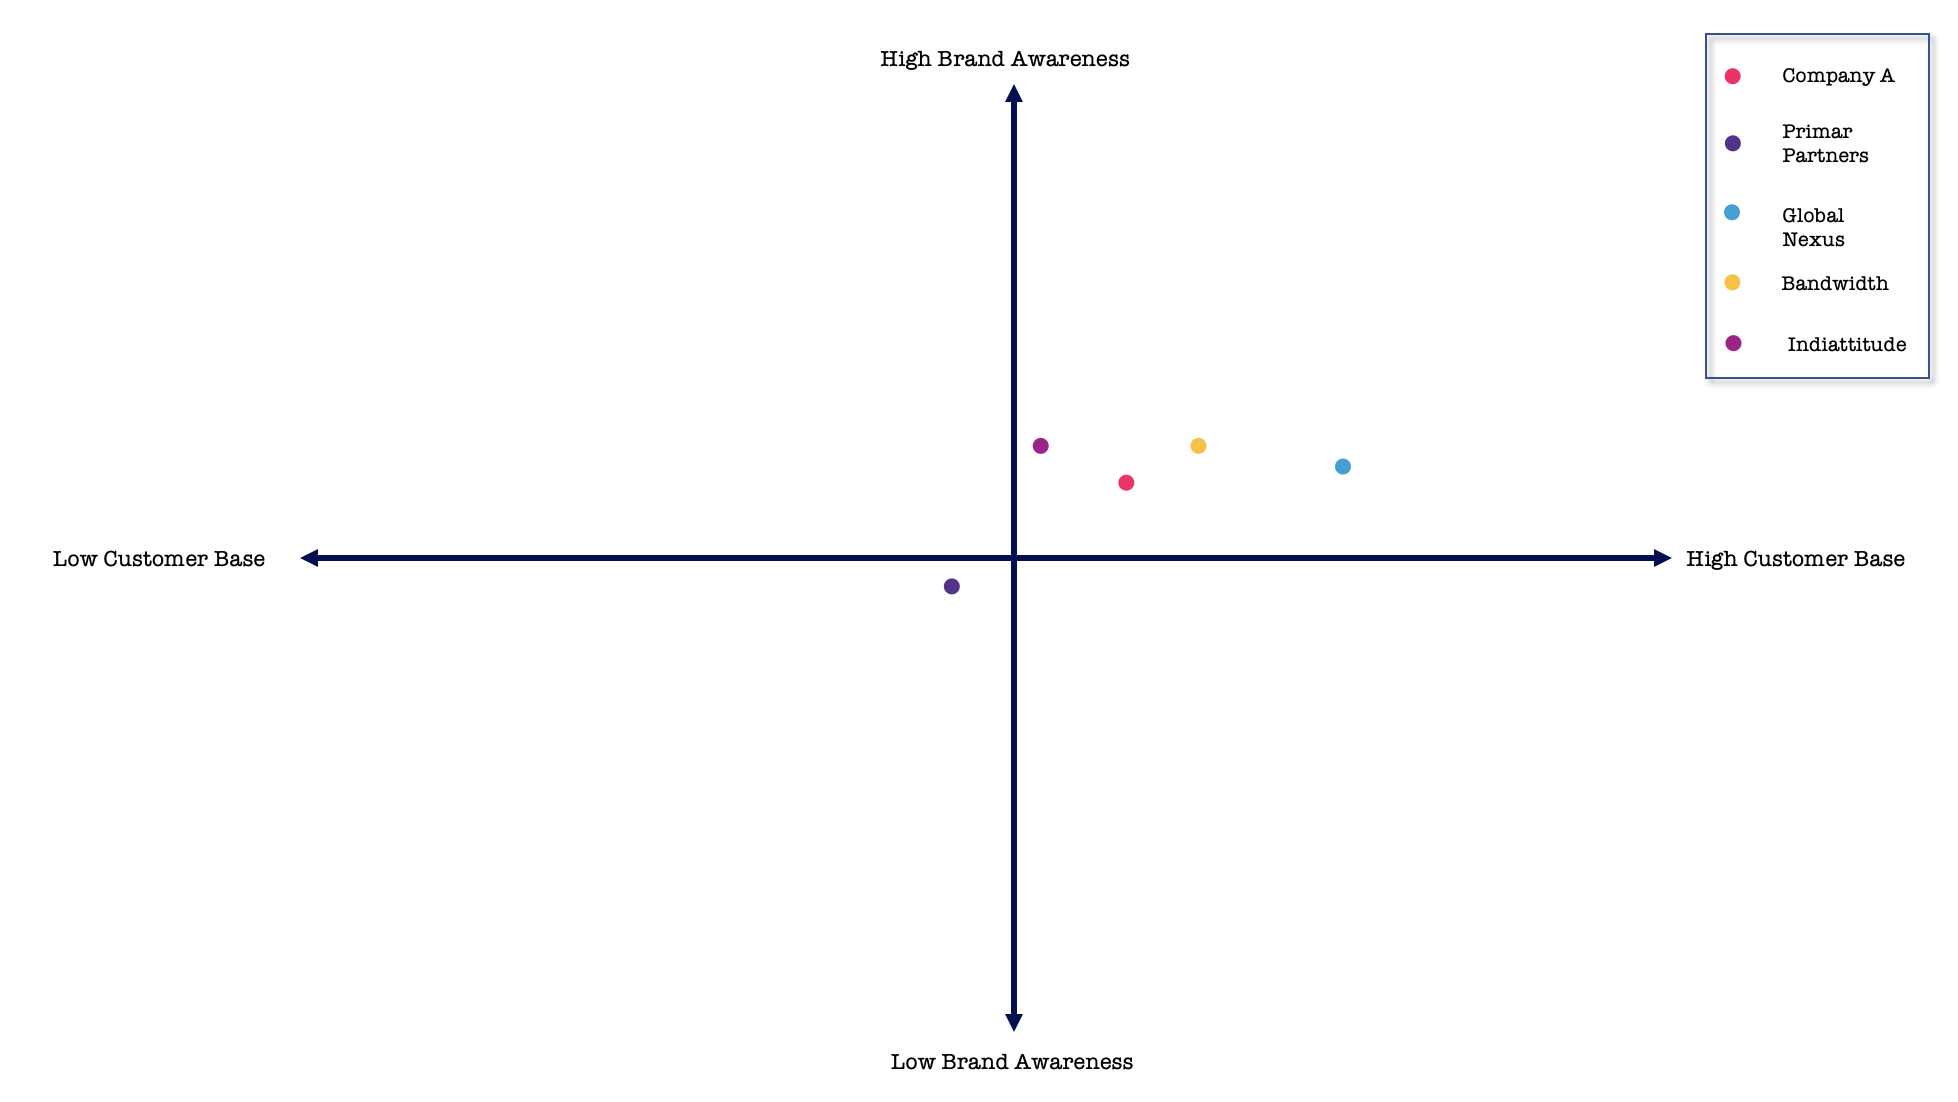 High Brand Awareness
Company A
Primar
Partners
Global
Nexus
Bandwidth
Indiattitude
Low Customer Base
High Customer Base
Low Brand Awareness